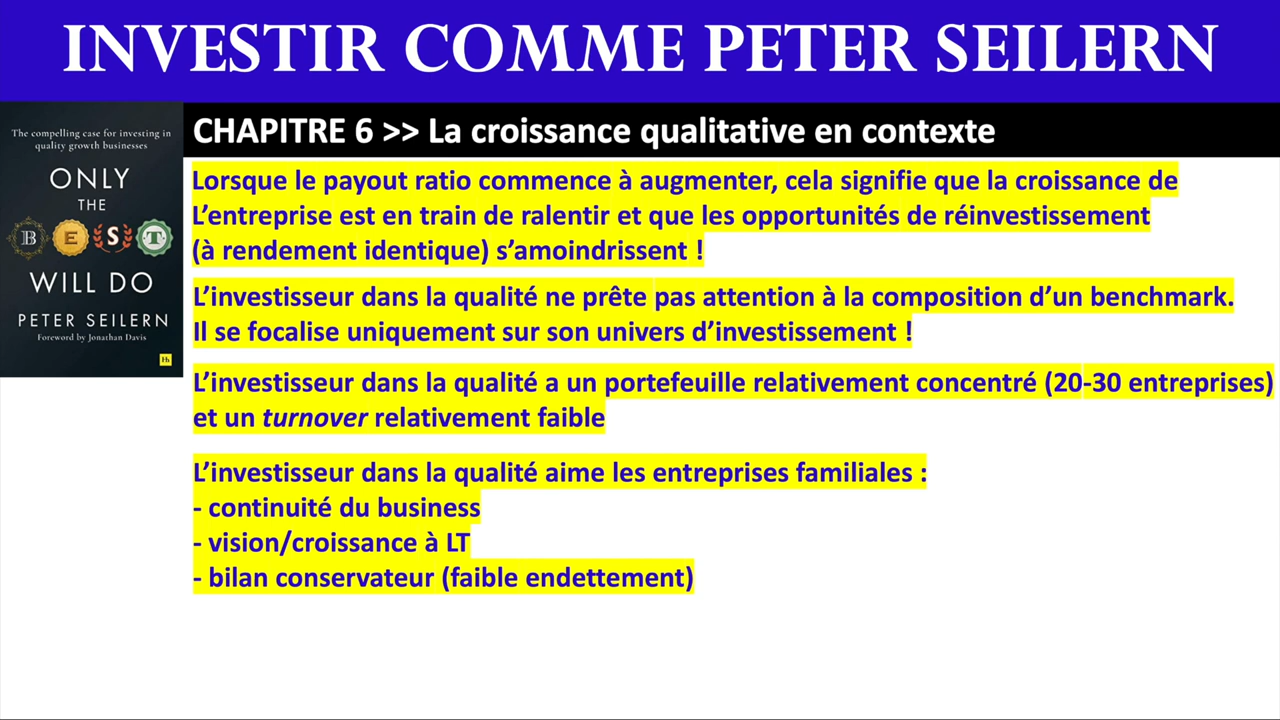 INVESTIR COMME PETER SEILERN
The compelling case for investing in
quality growth businesses
ONLY
THE
BEST
WILL DO
PETER SEILERN
Foreword by Jonathan Davis
Hh
CHAPITRE 6 >> La croissance qualitative en contexte
Lorsque le payout ratio commence à augmenter, cela signifie que la croissance de
L’entreprise est en train de ralentir et que les opportunités de réinvestissement
(à rendement identique) s’amoindrissent !
L’investisseur dans la qualité ne prête pas attention à la composition d’un benchmark.
Il se focalise uniquement sur son univers d’investissement !
L’investisseur dans la qualité a un portefeuille relativement concentré (20-30 entreprises)
et un turnover relativement faible
L’investisseur dans la qualité aime les entreprises familiales :
- continuité du business
- vision/croissance à LT
- bilan conservateur (faible endettement)